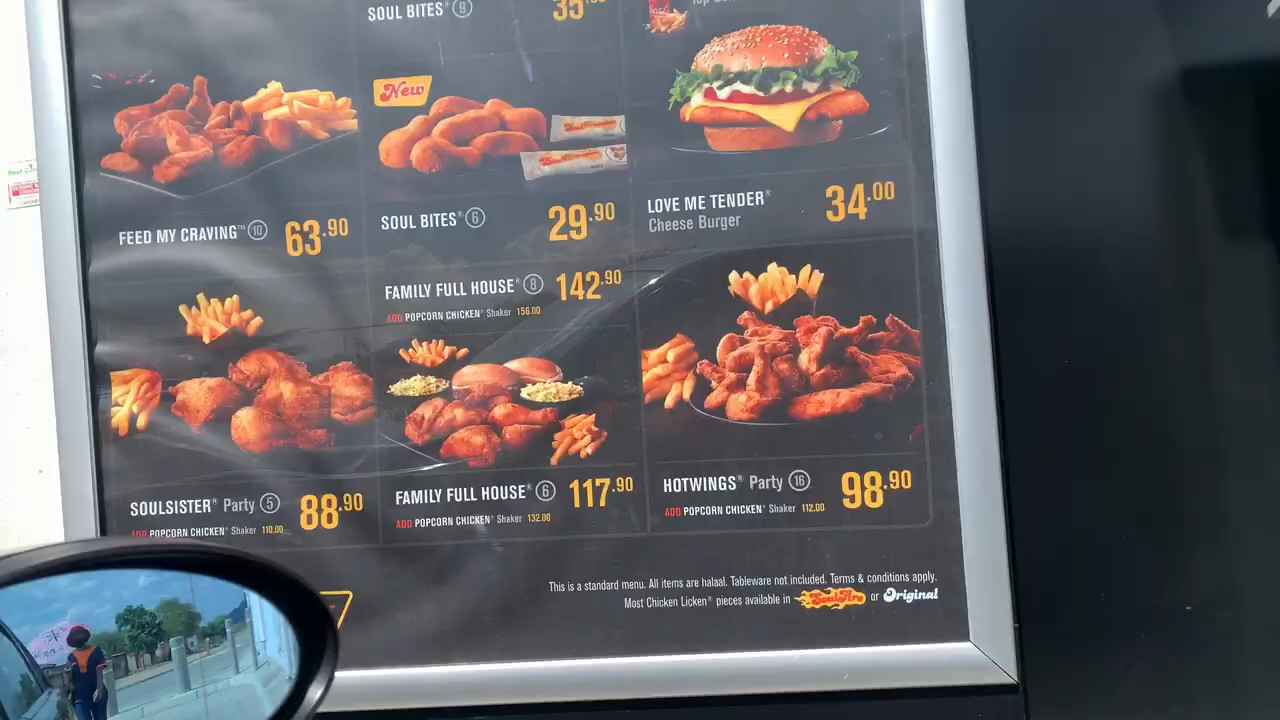 SOUL BITES® 9
FEED MY CRAVING™ 10 63.90
New
SOUL BITES® 6 29.90
LOVE ME TENDER®
Cheese Burger
34.00
FAMILY FULL HOUSE® 8 142.90
ADD POPCORN CHICKEN® Shaker 156.00
SOULSISTER® Party 5 88.90
ADD POPCORN CHICKEN® Shaker 110.00
FAMILY FULL HOUSE® 6 117.90
ADD POPCORN CHICKEN® Shaker 132.00
HOTWINGS® Party 16 98.90
ADD POPCORN CHICKEN® Shaker 112.00
This is a standard menu. All items are halaal. Tableware not included. Terms & conditions apply.
Most Chicken Licken® pieces available in SoulFire or Original